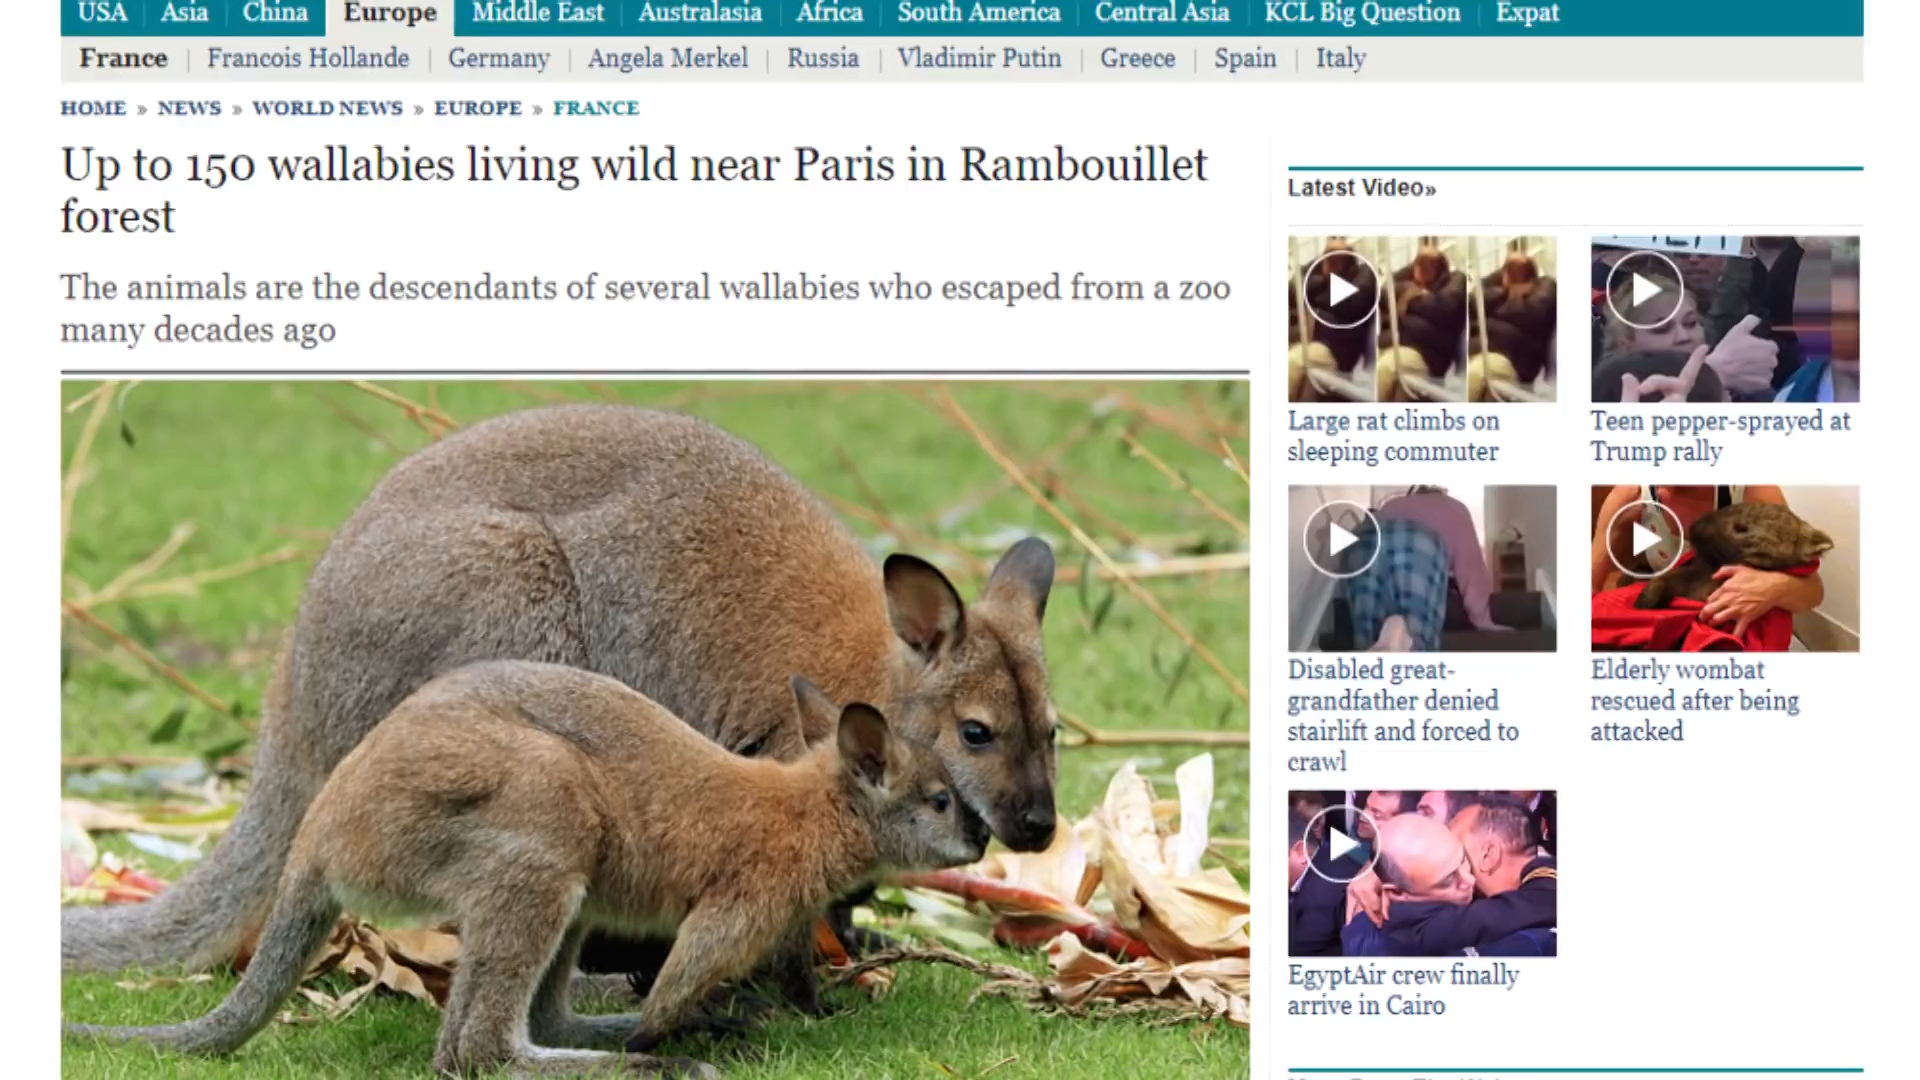 USA Asia China Europe Middle East Australasia Africa South America Central Asia KCL Big Question Expat
France Francois Hollande Germany Angela Merkel Russia Vladimir Putin Greece Spain Italy
HOME » NEWS » WORLD NEWS » EUROPE » FRANCE
Up to 150 wallabies living wild near Paris in Rambouillet
forest
The animals are the descendants of several wallabies who escaped from a zoo
many decades ago
Latest Video»
Large rat climbs on
sleeping commuter
Teen pepper-sprayed at
Trump rally
Disabled great-
grandfather denied
stairlift and forced to
crawl
Elderly wombat
rescued after being
attacked
EgyptAir crew finally
arrive in Cairo